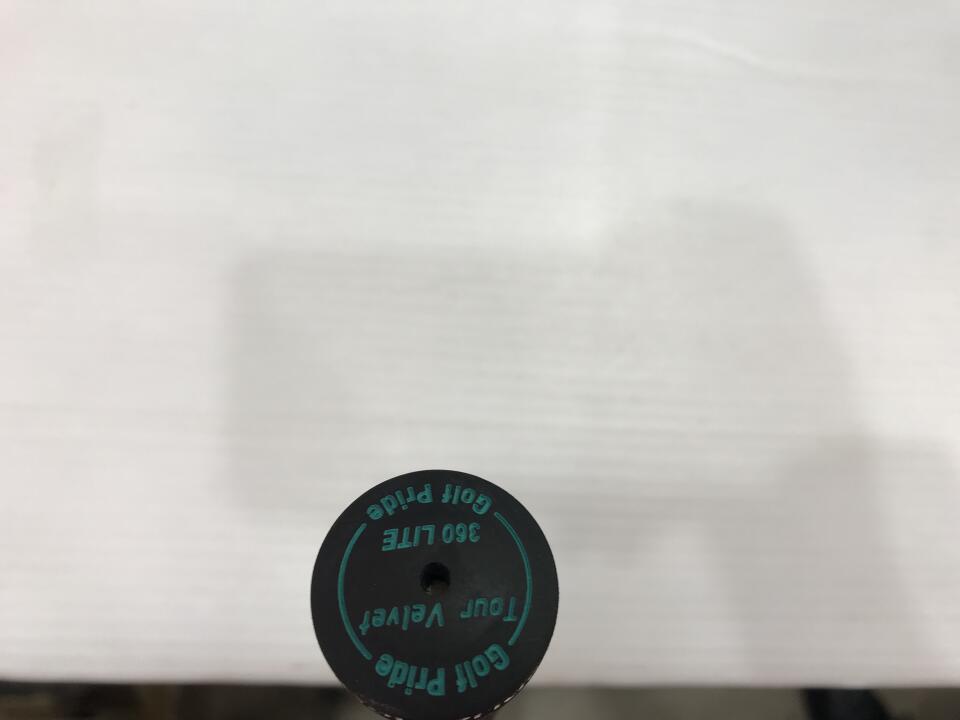 Golf Pride
Tour Velvet
360 LITE
Golf Pride